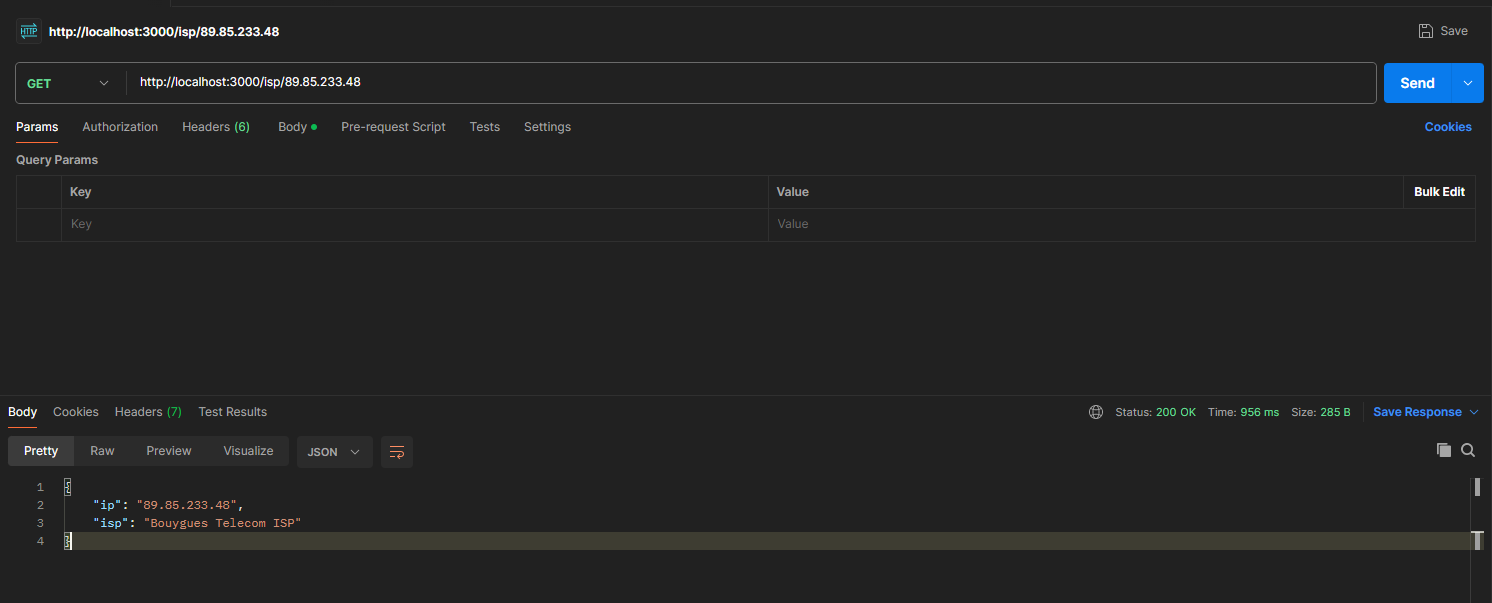 HTTP http://localhost:3000/isp/89.85.233.48 Save
GET http://localhost:3000/isp/89.85.233.48 Send
Params Authorization Headers (6) Body Pre-request Script Tests Settings Cookies
Query Params
Key Value Bulk Edit
Key Value
Body Cookies Headers (7) Test Results Status: 200 OK Time: 956 ms Size: 285 B Save Response
Pretty Raw Preview Visualize JSON
1 {
2 "ip": "89.85.233.48",
3 "isp": "Bouygues Telecom ISP"
4 }